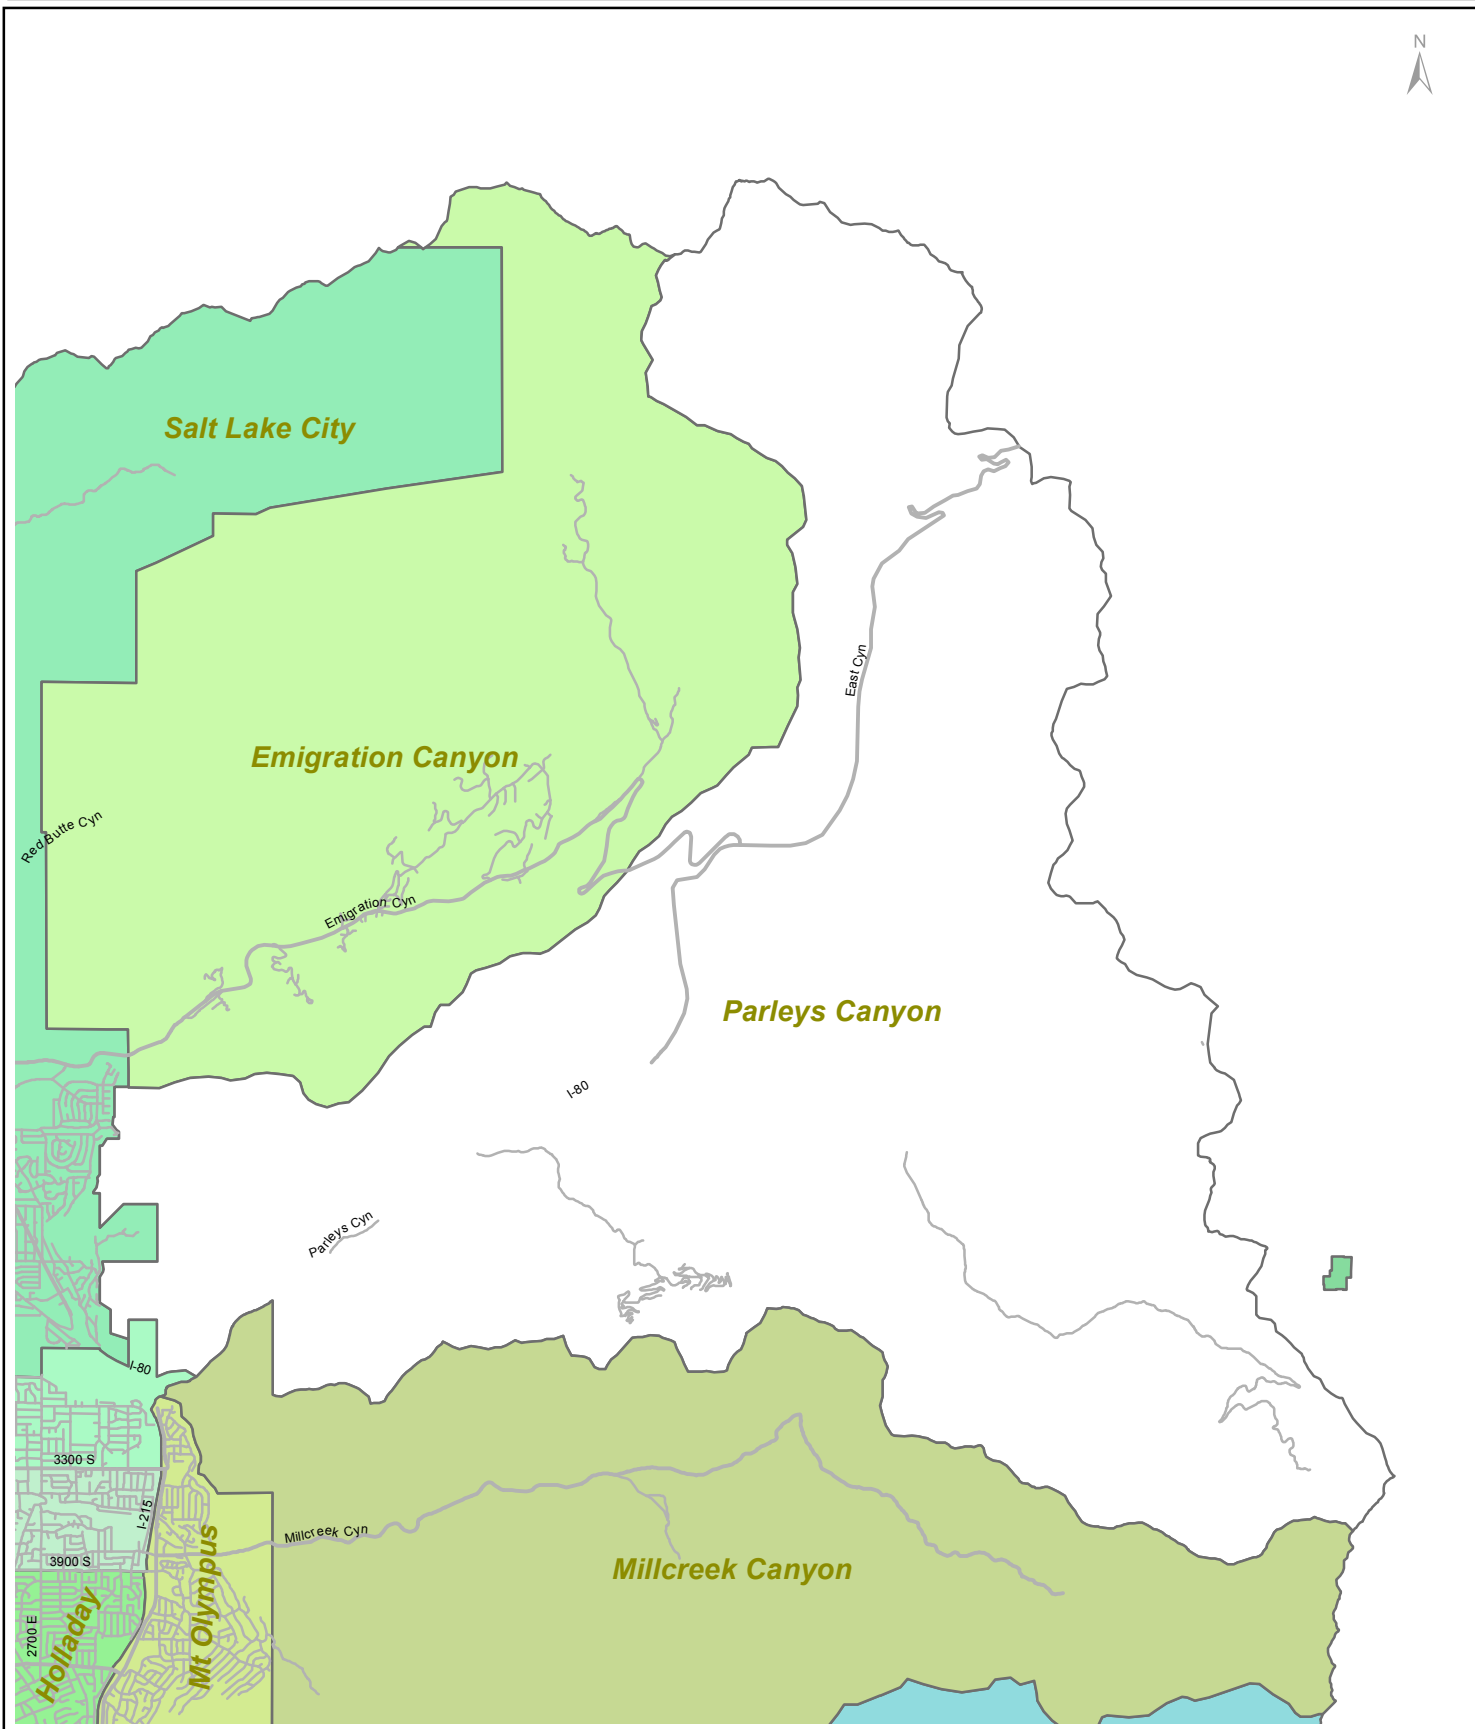 N
Salt Lake City
East Cyn
Emigration Canyon
Red Butte Cyn
Emigration Cyn
Parleys Canyon
I-80
Parleys Cyn
I-80
3300 S
I-215
Millcreek Cyn
3900 S
Millcreek Canyon
Mt Olympus
Holladay
2700 E